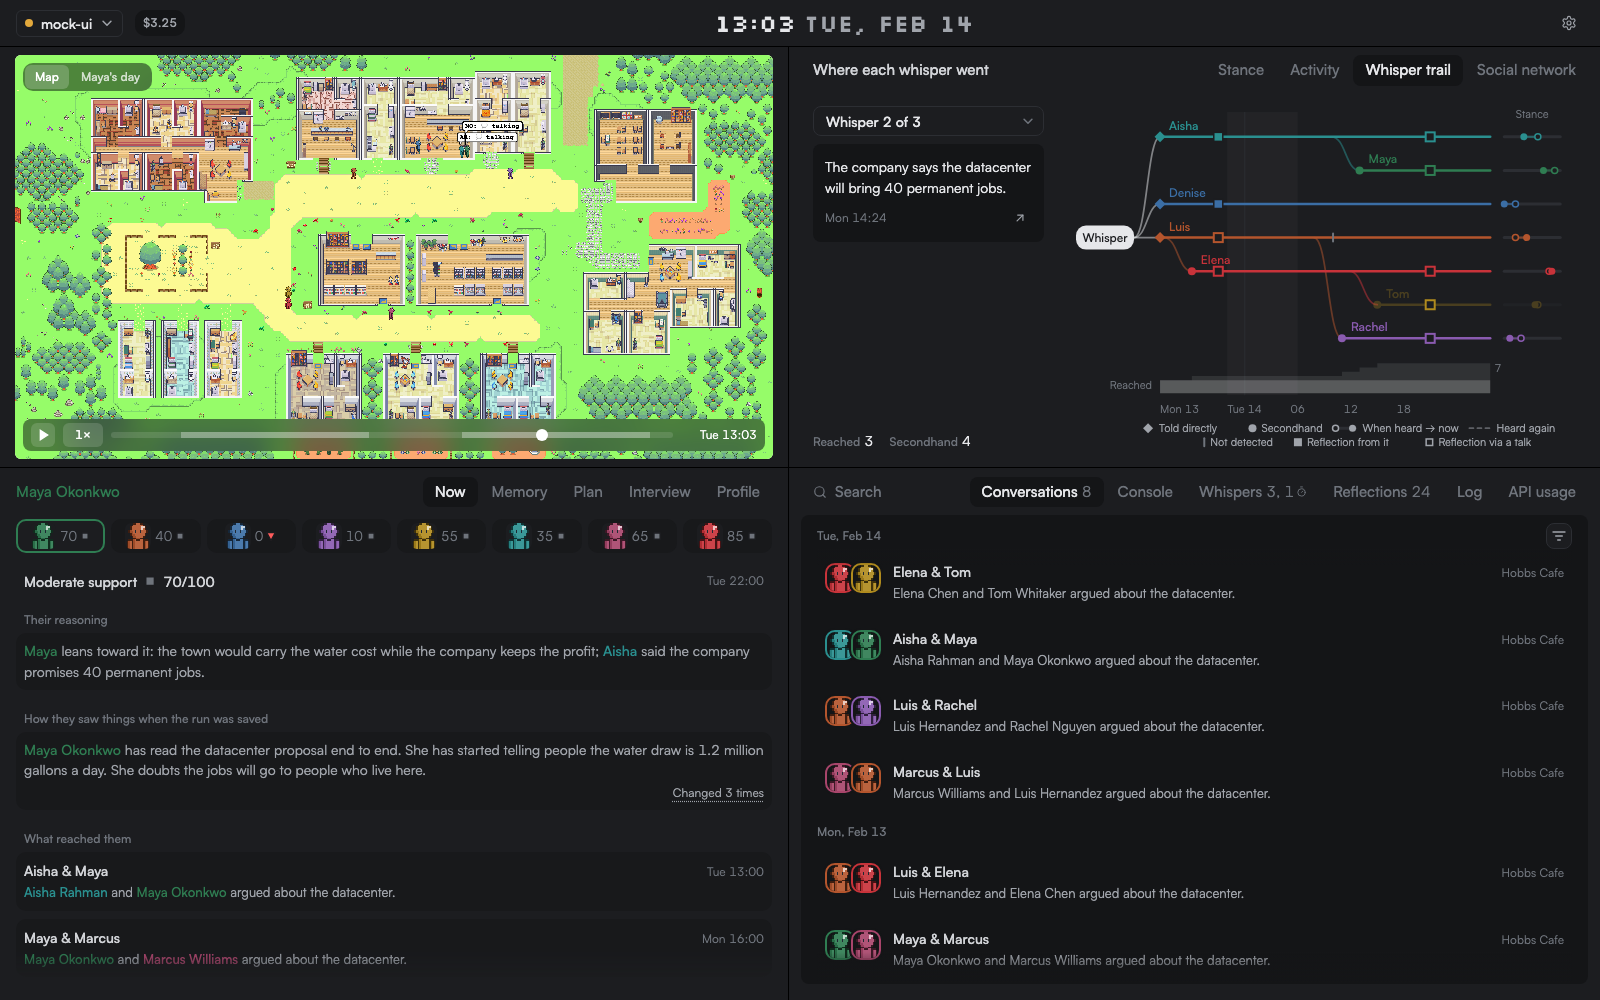 mock-ui
$3.25
13:03 TUE, FEB 14
Map
Maya's day
talking
talking
1×
Tue 13:03
Where each whisper went
Stance
Activity
Whisper trail
Social network
Whisper 2 of 3
The company says the datacenter
will bring 40 permanent jobs.
Mon 14:24
Reached 3
Secondhand 4
Stance
Aisha
Maya
Denise
Luis
Whisper
Elena
Tom
Rachel
7
Reached
Mon 13
Tue 14
06
12
18
Told directly
Secondhand
When heard → now
Heard again
Not detected
Reflection from it
Reflection via a talk
Maya Okonkwo
Now
Memory
Plan
Interview
Profile
70
40
0
10
55
35
65
85
Moderate support 70/100
Tue 22:00
Their reasoning
Maya leans toward it: the town would carry the water cost while the company keeps the profit; Aisha said the company
promises 40 permanent jobs.
How they saw things when the run was saved
Maya Okonkwo has read the datacenter proposal end to end. She has started telling people the water draw is 1.2 million
gallons a day. She doubts the jobs will go to people who live here.
Changed 3 times
What reached them
Aisha & Maya
Tue 13:00
Aisha Rahman and Maya Okonkwo argued about the datacenter.
Maya & Marcus
Mon 16:00
Maya Okonkwo and Marcus Williams argued about the datacenter.
Search
Conversations 8
Console
Whispers 3, 1
Reflections 24
Log
API usage
Tue, Feb 14
Elena & Tom
Hobbs Cafe
Elena Chen and Tom Whitaker argued about the datacenter.
Aisha & Maya
Hobbs Cafe
Aisha Rahman and Maya Okonkwo argued about the datacenter.
Luis & Rachel
Hobbs Cafe
Luis Hernandez and Rachel Nguyen argued about the datacenter.
Marcus & Luis
Hobbs Cafe
Marcus Williams and Luis Hernandez argued about the datacenter.
Mon, Feb 13
Luis & Elena
Hobbs Cafe
Luis Hernandez and Elena Chen argued about the datacenter.
Maya & Marcus
Hobbs Cafe
Maya Okonkwo and Marcus Williams argued about the datacenter.